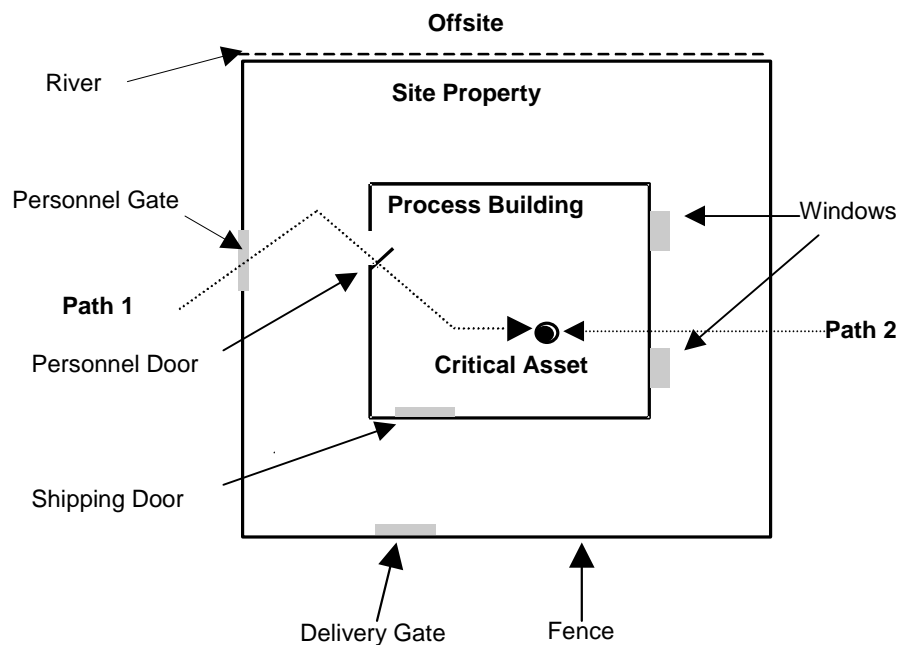 Offsite
River
Site Property
Personnel Gate
Process Building
Windows
Path 1
Path 2
Personnel Door
Critical Asset
Shipping Door
Delivery Gate
Fence